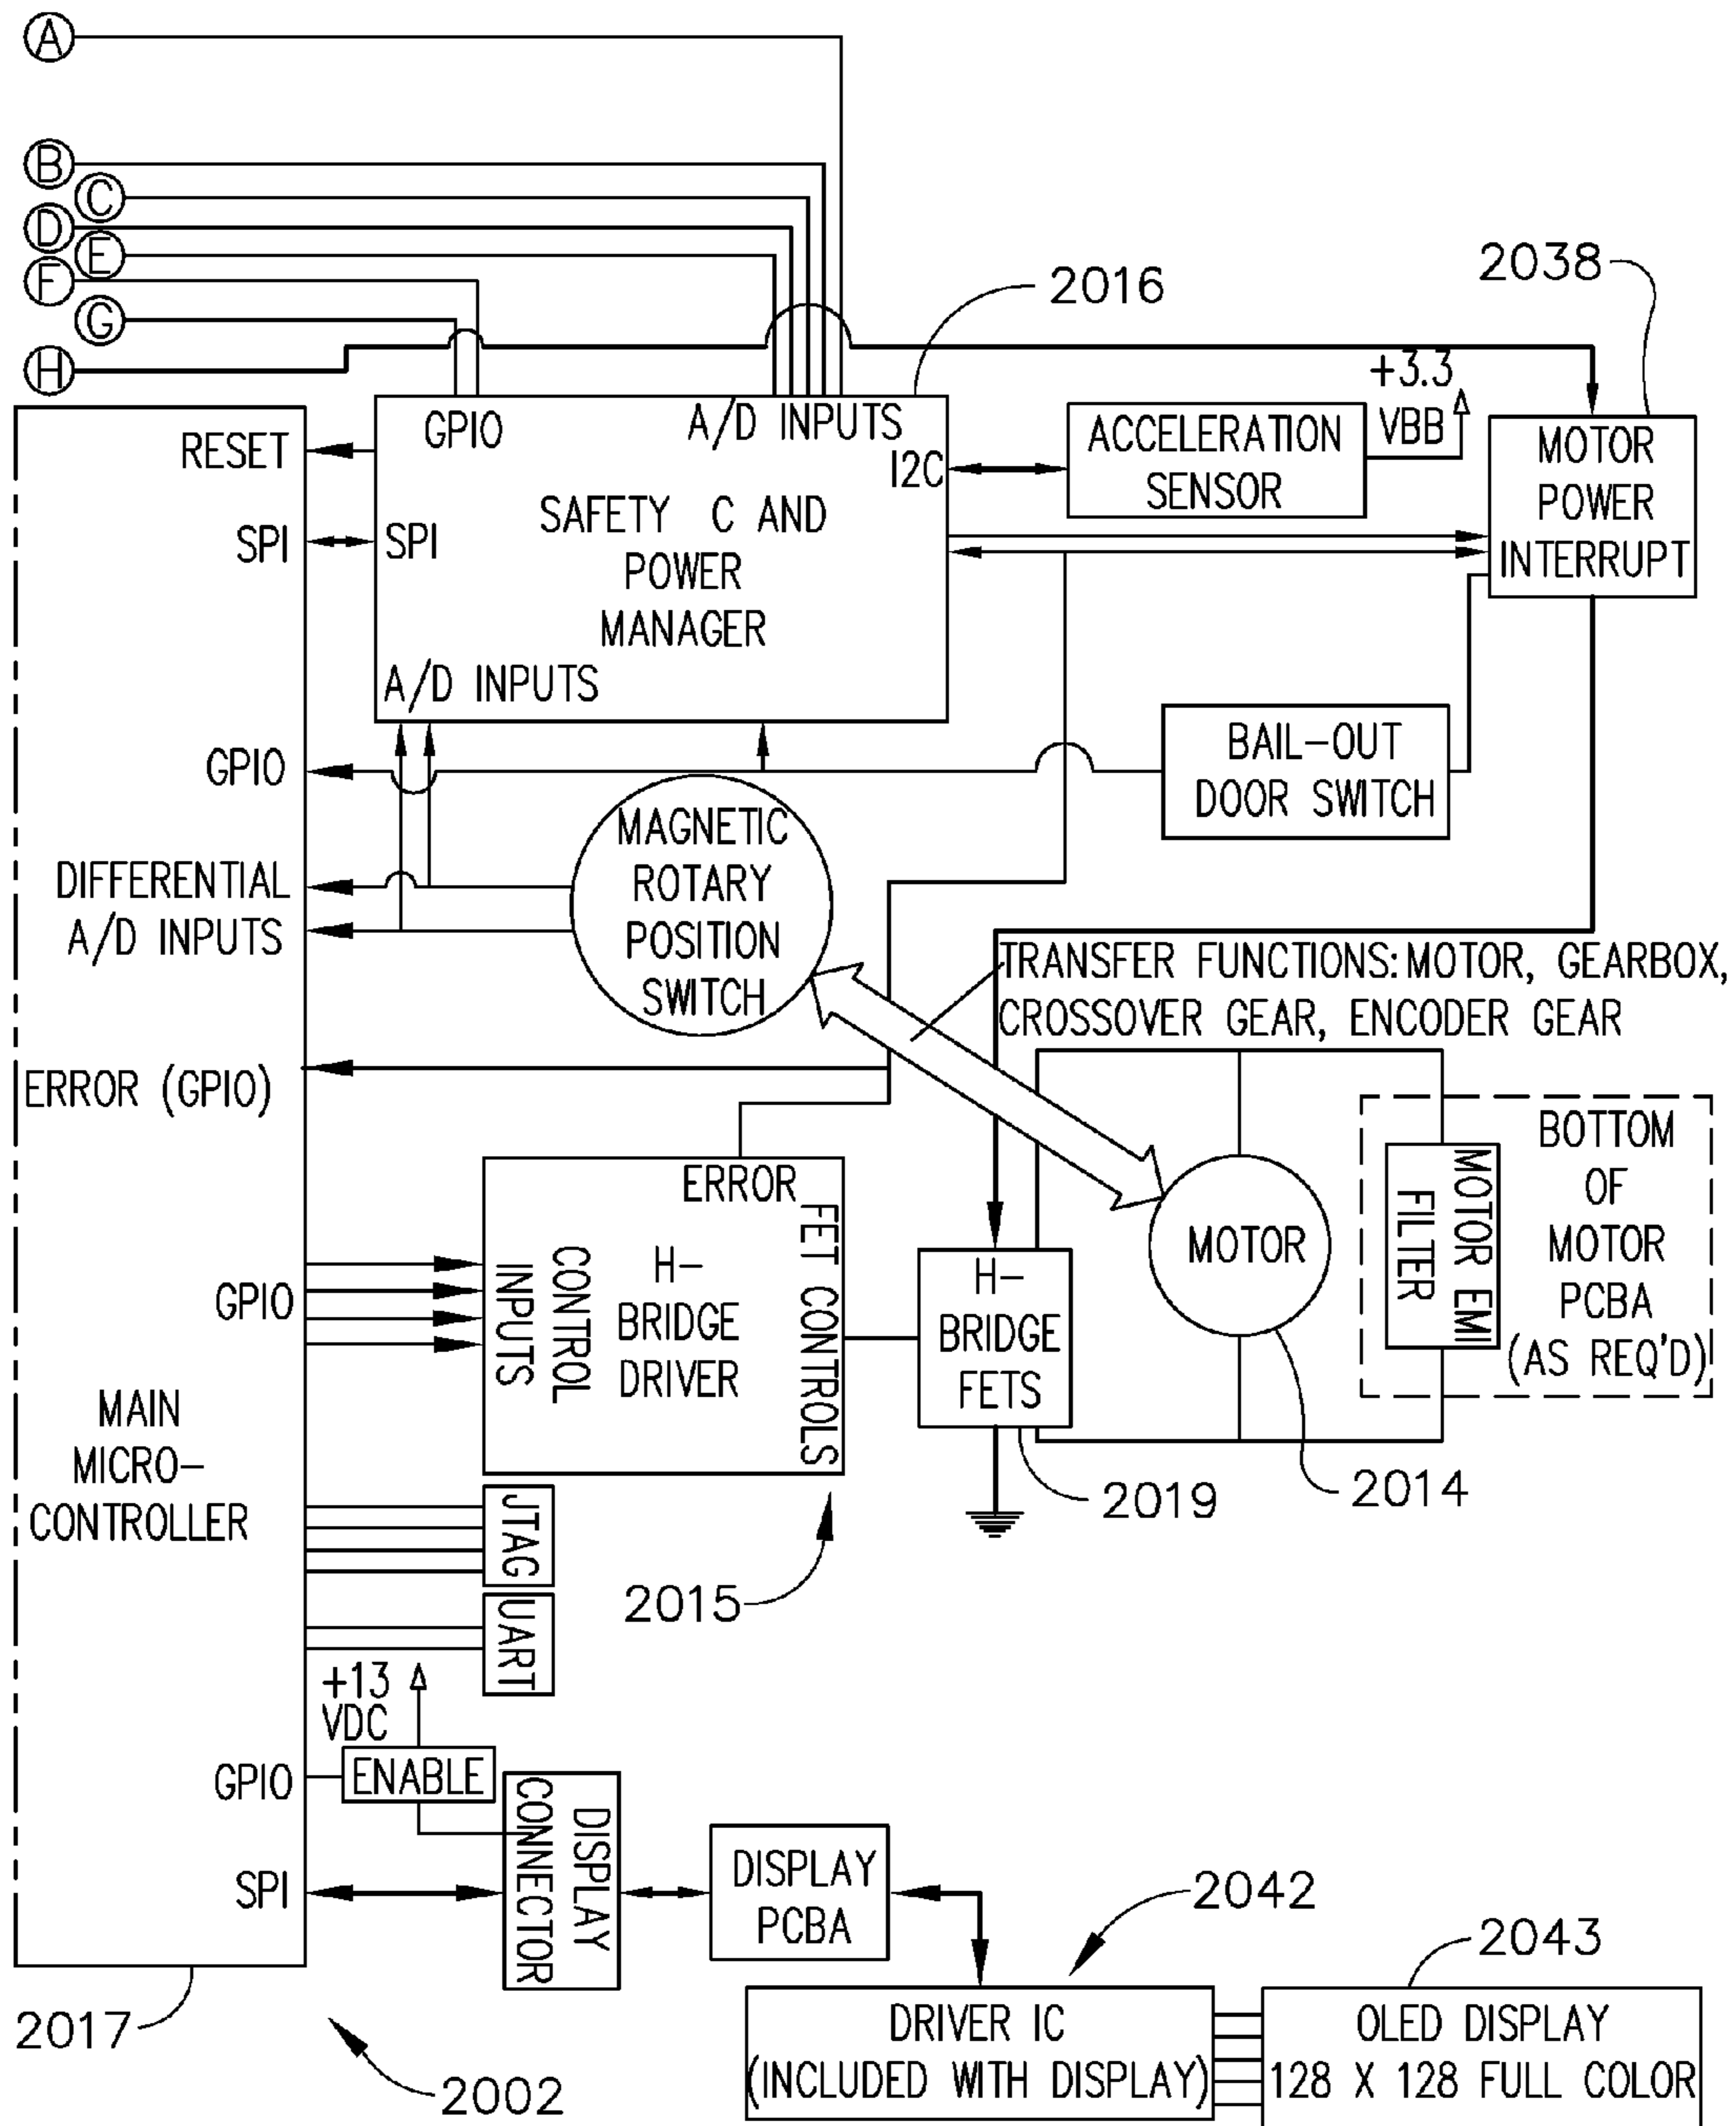 A
B
C
D
E
F
G
H
2016
2038
+3.3
VBB
RESET
SPI
GPIO
DIFFERENTIAL
A/D INPUTS
ERROR (GPIO)
GPIO
MAIN
MICRO-
CONTROLLER
GPIO
SPI
2017
2002
GPIO
A/D INPUTS
I2C
SPI
SAFETY C AND
POWER
MANAGER
A/D INPUTS
ACCELERATION
SENSOR
MOTOR
POWER
INTERRUPT
BAIL-OUT
DOOR SWITCH
MAGNETIC
ROTARY
POSITION
SWITCH
TRANSFER FUNCTIONS: MOTOR, GEARBOX,
CROSSOVER GEAR, ENCODER GEAR
ERROR
CONTROL
INPUTS
H-
BRIDGE
DRIVER
FET CONTROLS
2015
H-
BRIDGE
FETS
2019
MOTOR
2014
MOTOR EMI
FILTER
BOTTOM
OF
MOTOR
PCBA
(AS REQ'D)
JTAG
UART
+13
VDC
ENABLE
DISPLAY
CONNECTOR
DISPLAY
PCBA
2042
DRIVER IC
(INCLUDED WITH DISPLAY)
2043
OLED DISPLAY
128 X 128 FULL COLOR